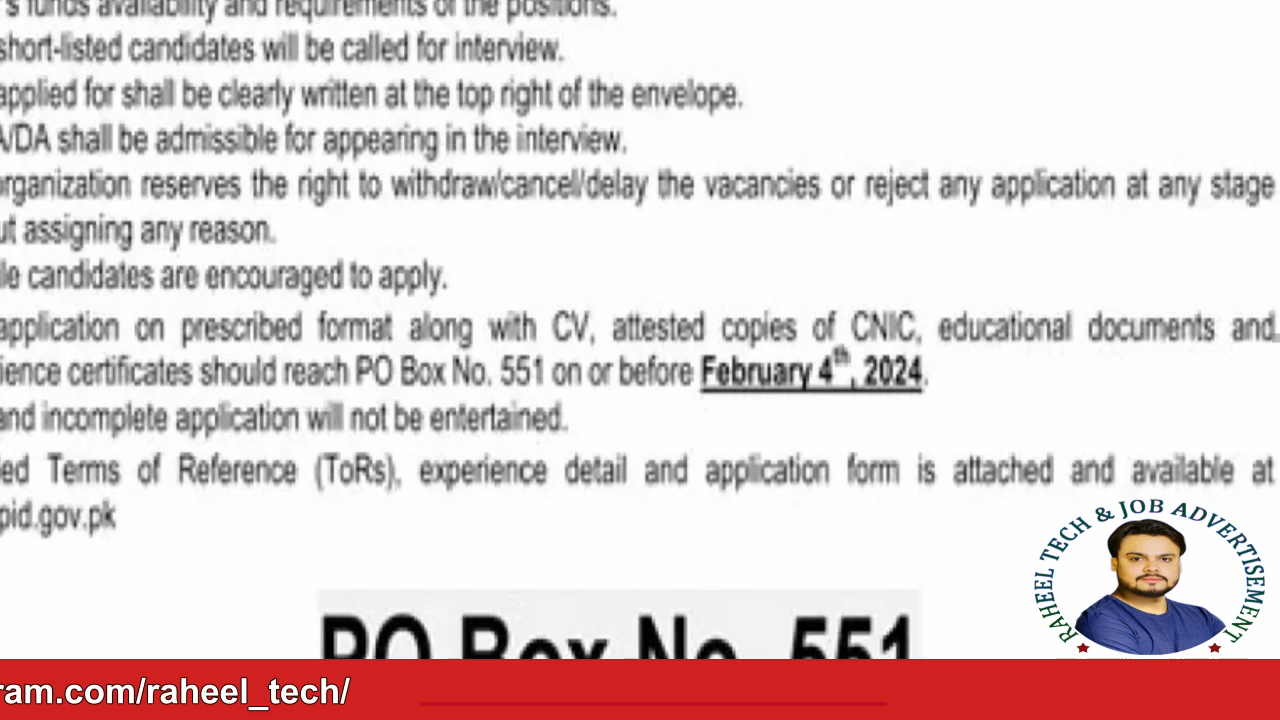 's funds availability and requirements of the positions.
short-listed candidates will be called for interview.
applied for shall be clearly written at the top right of the envelope.
A/DA shall be admissible for appearing in the interview.
organization reserves the right to withdraw/cancel/delay the vacancies or reject any application at any stage
ut assigning any reason.
le candidates are encouraged to apply.
application on prescribed format along with CV, attested copies of CNIC, educational documents and
ience certificates should reach PO Box No. 551 on or before February 4th, 2024.
and incomplete application will not be entertained.
led Terms of Reference (ToRs), experience detail and application form is attached and available at
pid.gov.pk
RAHEEL TECH & JOB ADVERTISEMENT
PO Box No. 551
ram.com/raheel_tech/